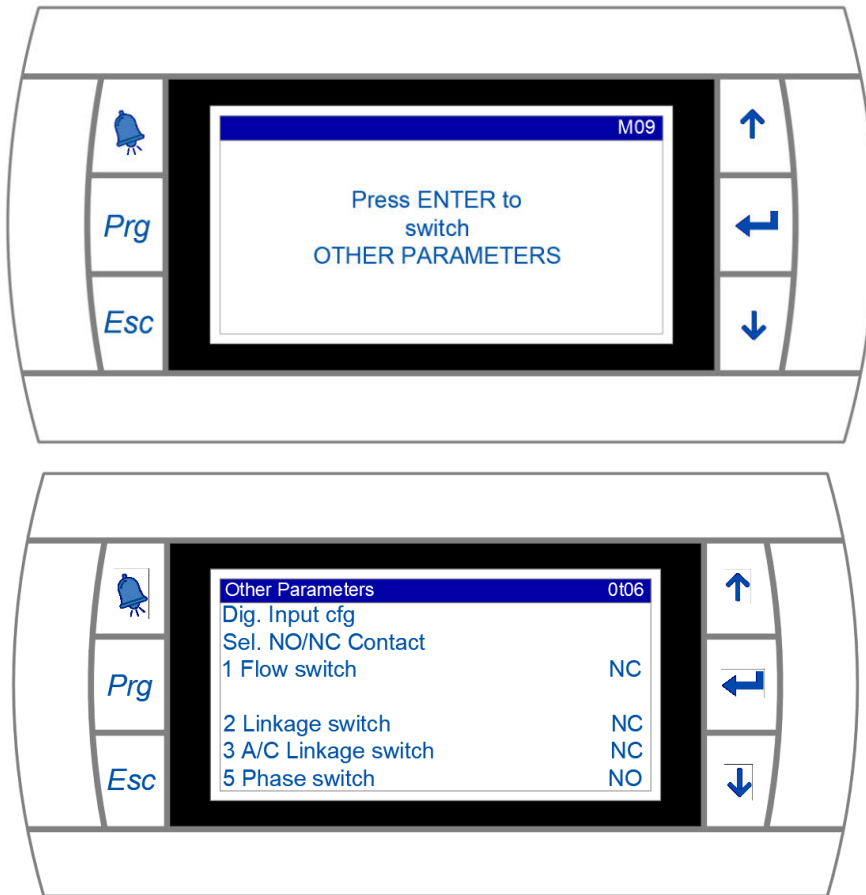 M09
Prg
Press ENTER to
switch
OTHER PARAMETERS
Esc
Other Parameters 0t06
Dig. Input cfg
Sel. NO/NC Contact
1 Flow switch NC
Prg
2 Linkage switch NC
3 A/C Linkage switch NC
Esc
5 Phase switch NO